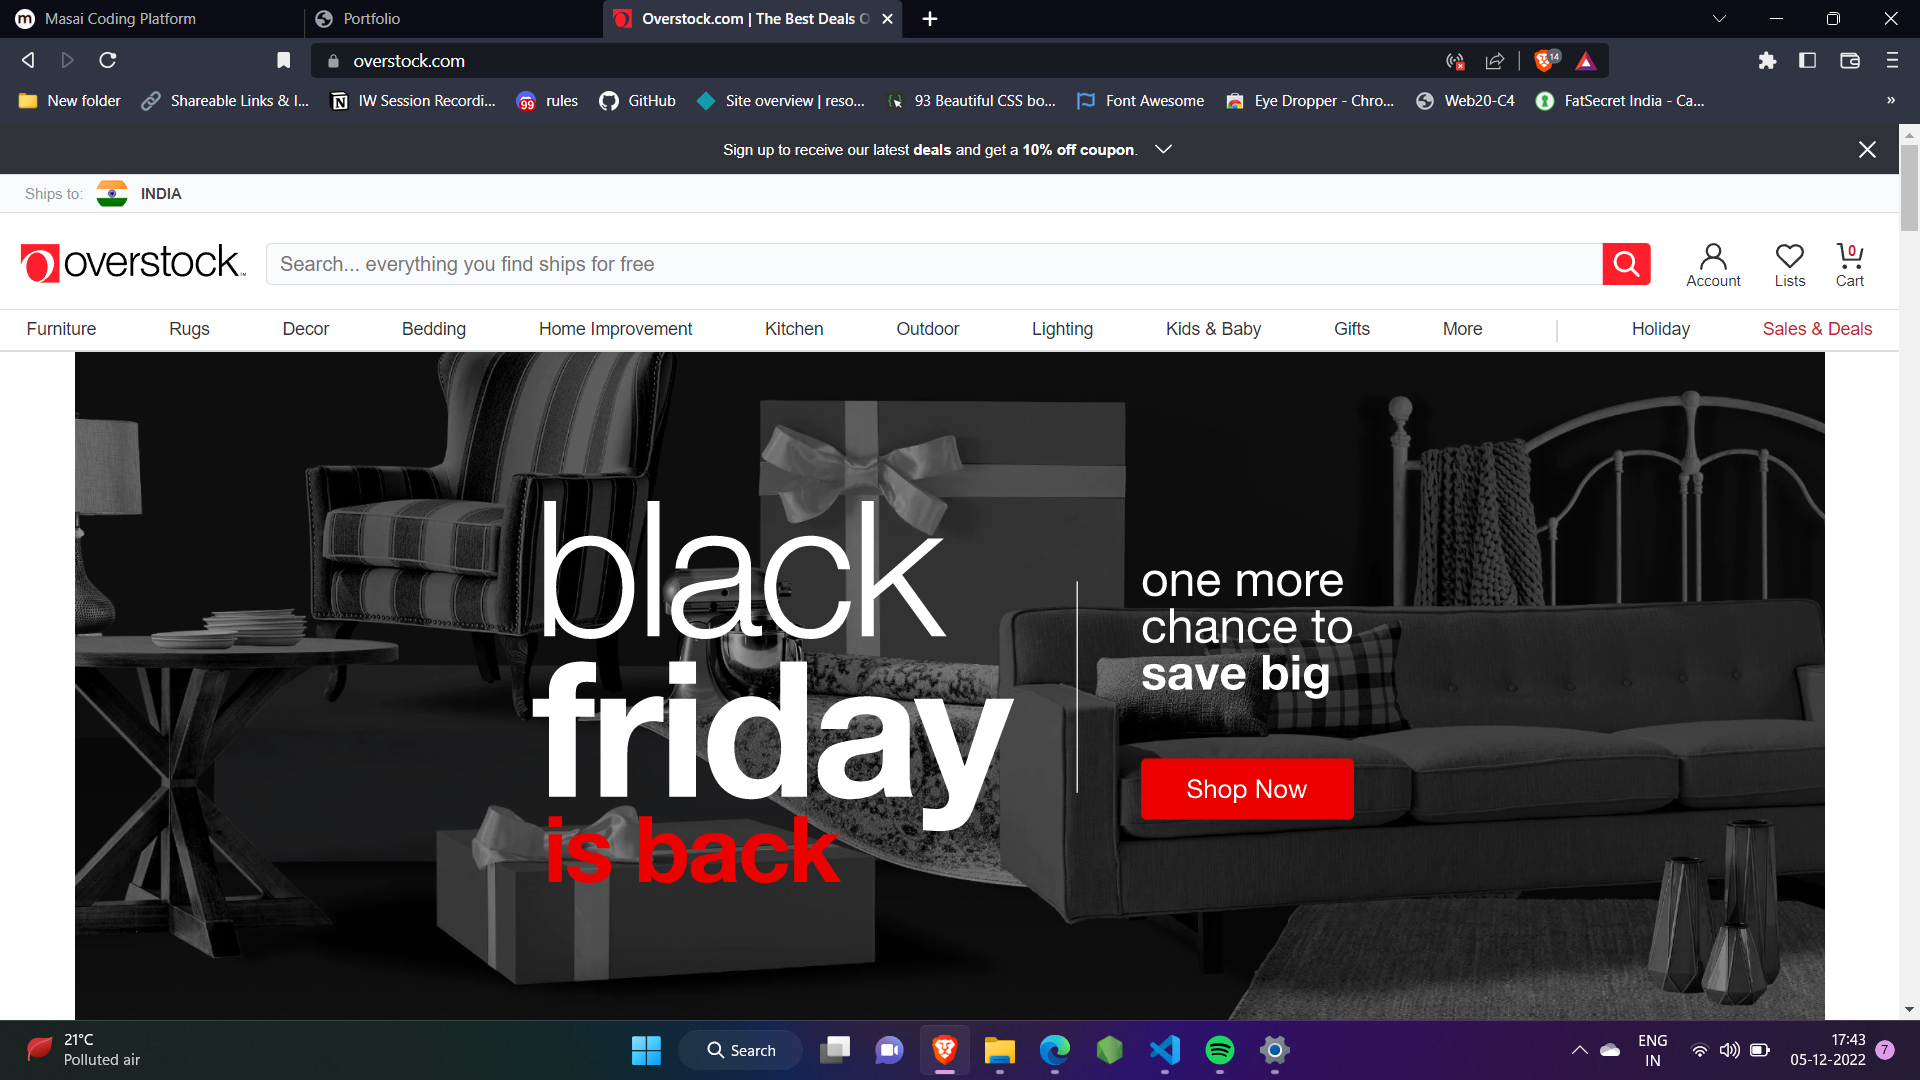 Masai Coding Platform
Portfolio
Overstock.com | The Best Deals O
overstock.com
14
New folder
Shareable Links & I...
IW Session Recordi...
99
rules
GitHub
Site overview | reso...
93 Beautiful CSS bo...
Font Awesome
Eye Dropper - Chro...
Web20-C4
FatSecret India - Ca...
»
Sign up to receive our latest deals and get a 10% off coupon.
Ships to:
INDIA
overstock™
Search... everything you find ships for free
Account
Lists
0
Cart
Furniture
Rugs
Decor
Bedding
Home Improvement
Kitchen
Outdoor
Lighting
Kids & Baby
Gifts
More
Holiday
Sales & Deals
black
friday
is back
one more
chance to
save big
Shop Now
21°C
Polluted air
Search
ENG
IN
17:43
05-12-2022
7